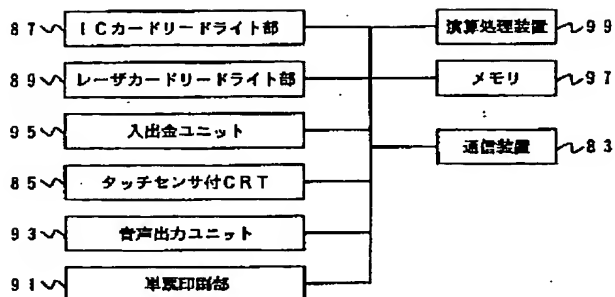 87 ICカードリードライト部
89 レーザカードリードライト部
95 入出金ユニット
85 タッチセンサ付CRT
93 音声出力ユニット
91 単票印刷部
演算処理装置 99
メモリ 97
通信装置 83